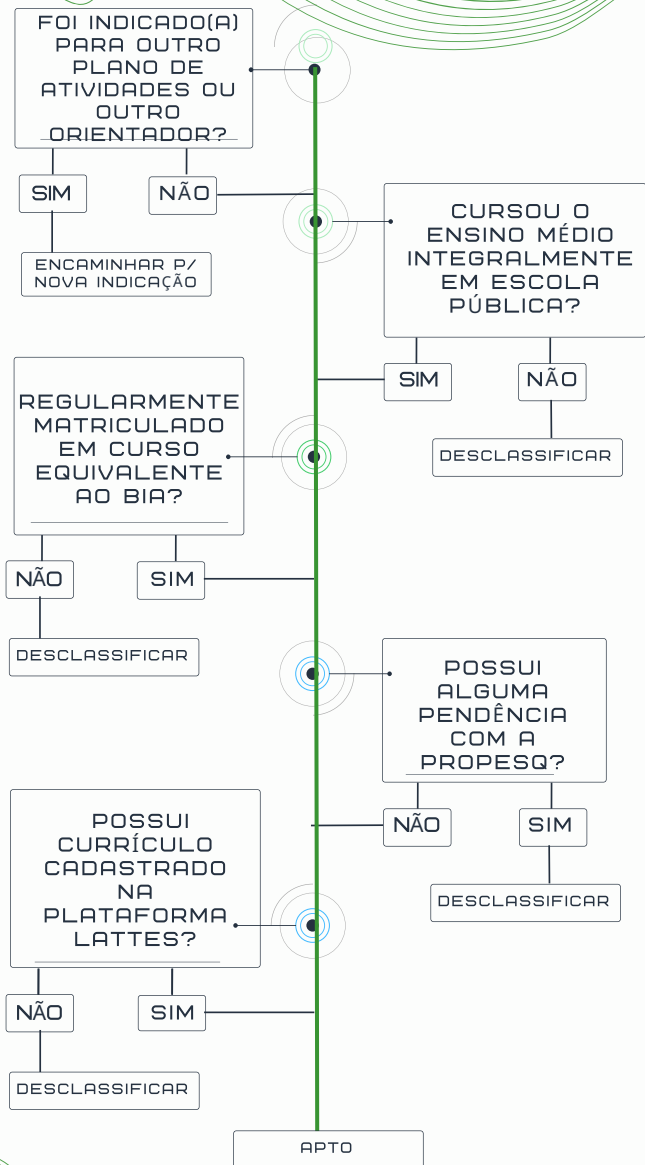 FOI INDICADO(A)
PARA OUTRO
PLANO DE
ATIVIDADES OU
OUTRO
ORIENTADOR?
SIM
NÃO
ENCAMINHAR P/
NOVA INDICAÇÃO
CURSOU O
ENSINO MÉDIO
INTEGRALMENTE
EM ESCOLA
PÚBLICA?
SIM
NÃO
DESCLASSIFICAR
REGULARMENTE
MATRICULADO
EM CURSO
EQUIVALENTE
AO BIA?
NÃO
SIM
DESCLASSIFICAR
POSSUI
ALGUMA
PENDÊNCIA
COM A
PROPESQ?
NÃO
SIM
DESCLASSIFICAR
POSSUI
CURRÍCULO
CADASTRADO
NA
PLATAFORMA
LATTES?
NÃO
SIM
DESCLASSIFICAR
APTO